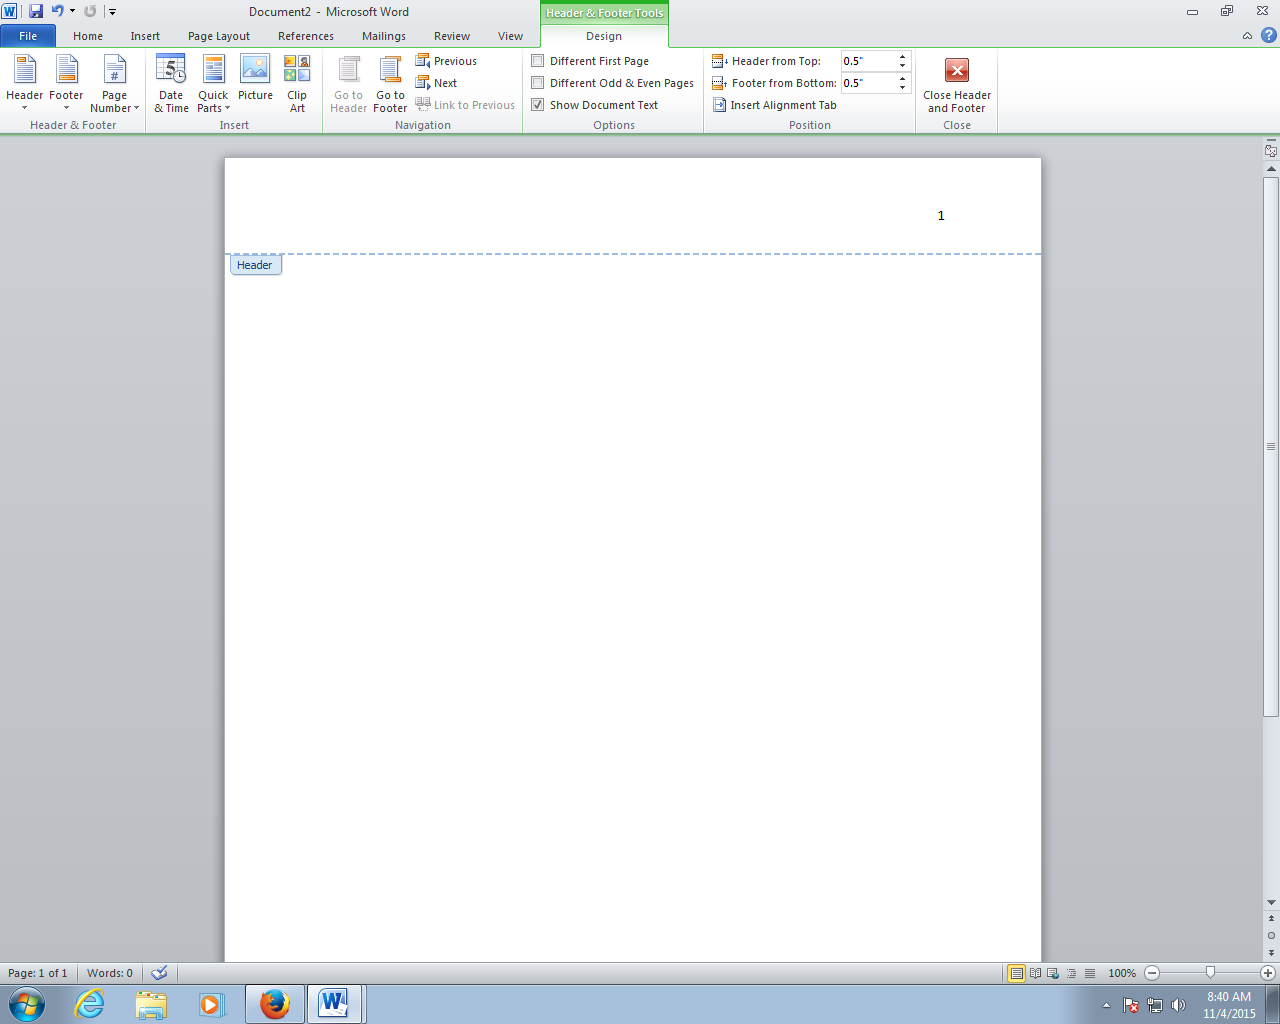 Document2 - Microsoft Word
Header & Footer Tools
File Home Insert Page Layout References Mailings Review View Design
Header
Footer
Page Number
Header & Footer
5
Date & Time
Quick Parts
Picture
Clip Art
Insert
Go to Header
Go to Footer
Previous
Next
Link to Previous
Navigation
Different First Page
Different Odd & Even Pages
Show Document Text
Options
Header from Top: 0.5"
Footer from Bottom: 0.5"
Insert Alignment Tab
Position
Close Header and Footer
Close
1
Header
Page: 1 of 1 Words: 0 100%
8:40 AM
11/4/2015